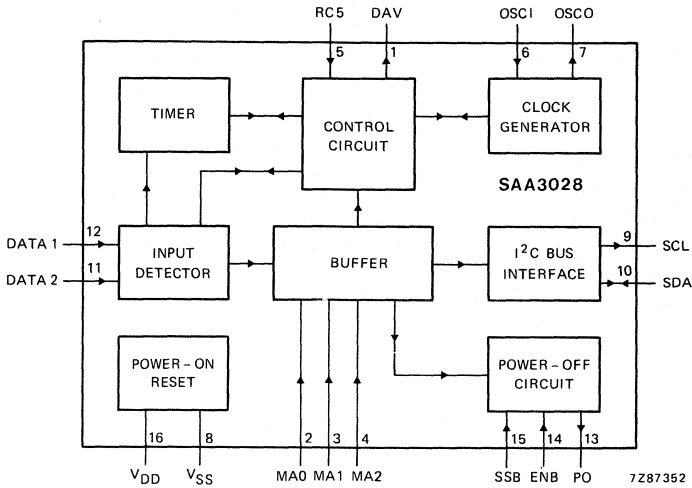 RC5 DAV OSCI OSCO
5 1 6 7
TIMER
CONTROL
CIRCUIT
CLOCK
GENERATOR
SAA3028
DATA 1 12
DATA 2 11
INPUT
DETECTOR
BUFFER
I²C BUS
INTERFACE
9 SCL
10 SDA
POWER – ON
RESET
POWER – OFF
CIRCUIT
16 8 2 3 4 15 14 13
VDD VSS MA0 MA1 MA2 SSB ENB PO
7Z87352